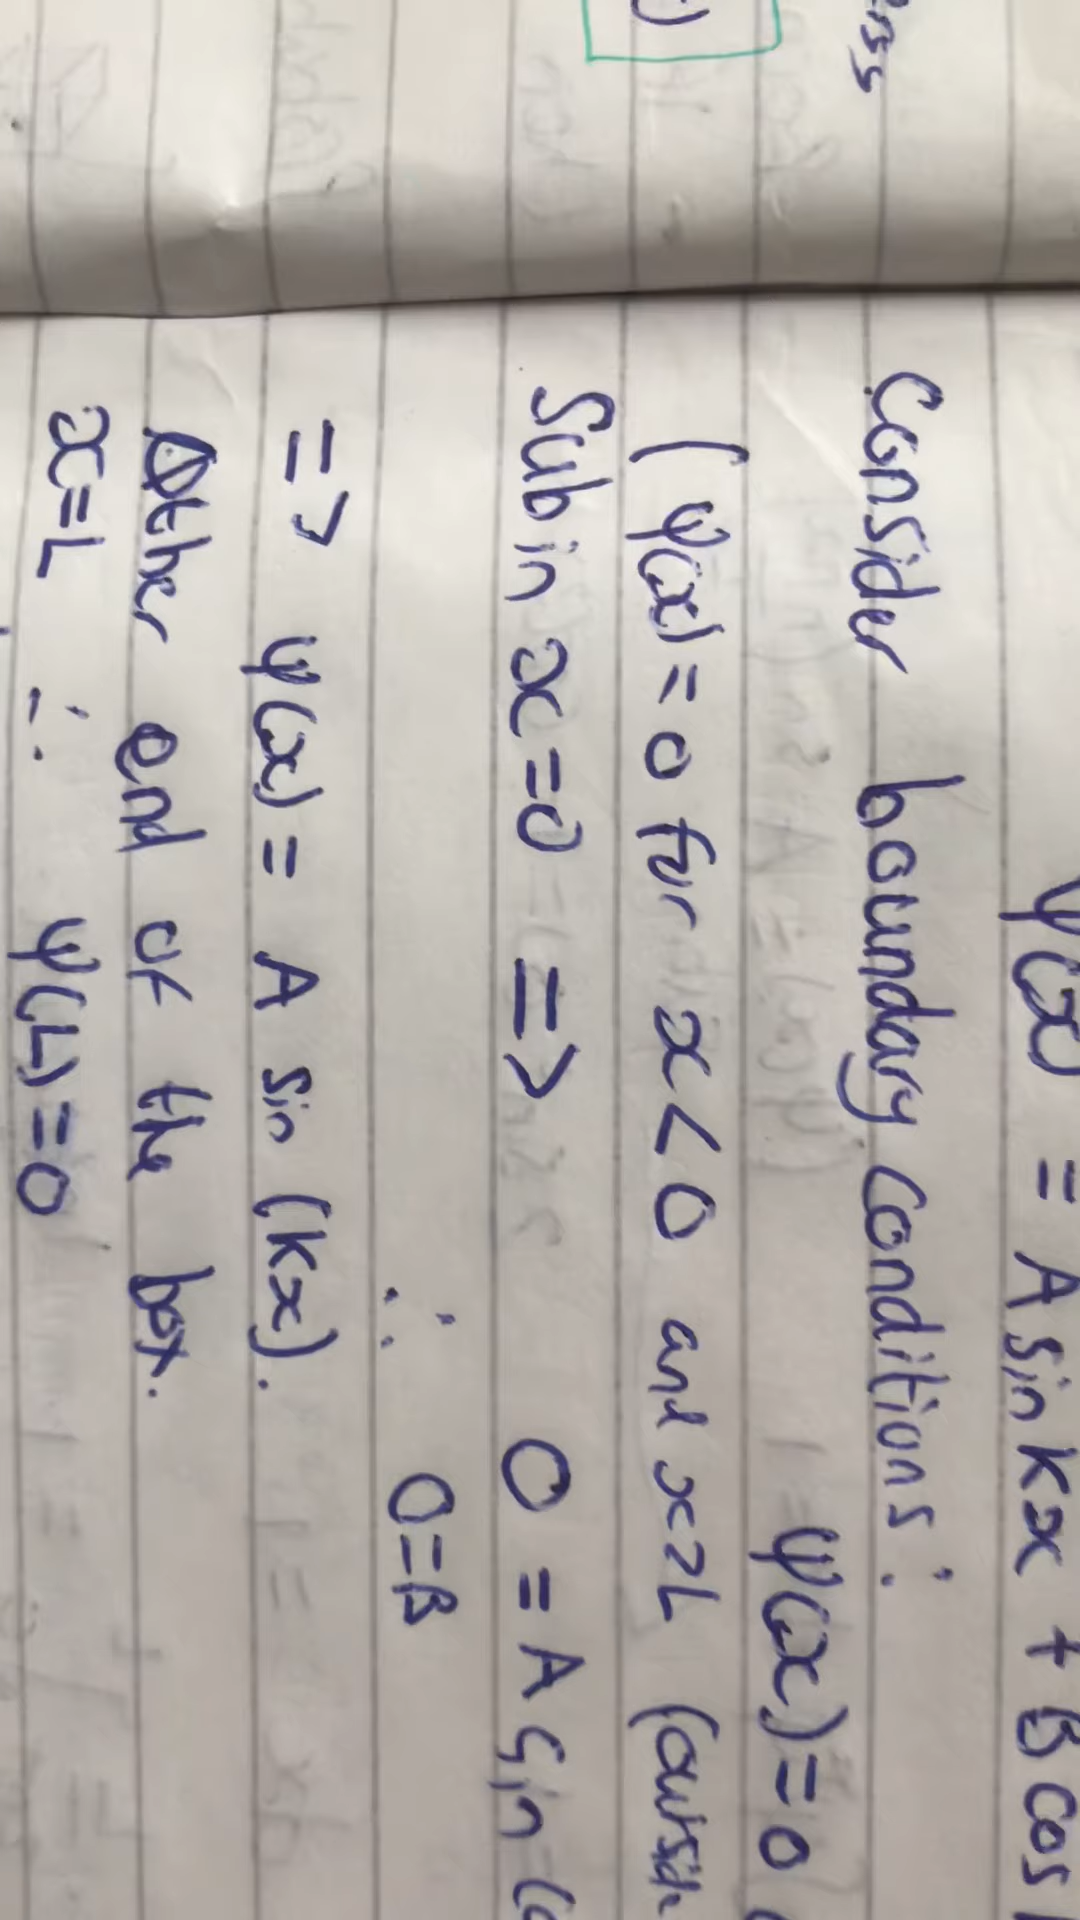 ψ(x) = A sin kx + B cos
Consider boundary conditions:
ψ(x) = 0
( ψ(x) = 0 for x < 0 and x > L (outside
Sub in x = 0 => 0 = A sin (
∴ 0 = B
=> ψ(x) = A sin (kx).
Other end of the box.
x = L ∴ ψ(L) = 0